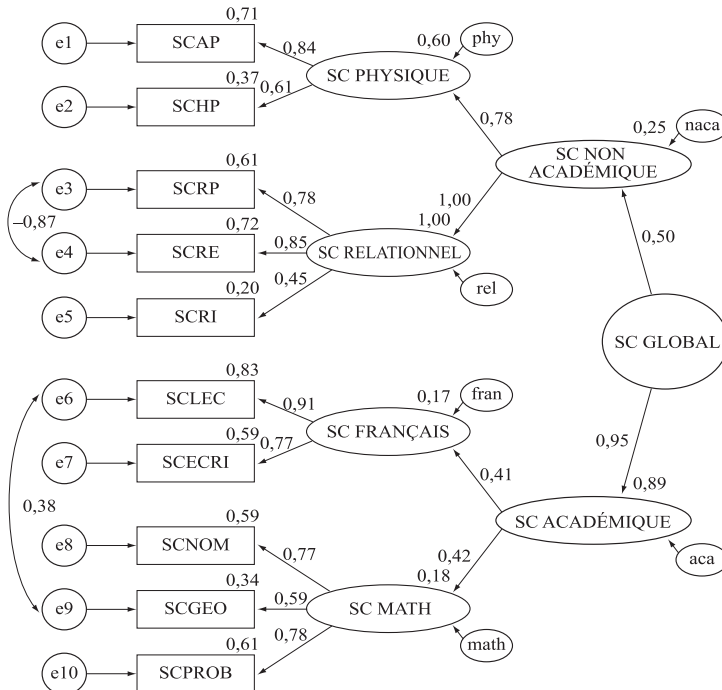 0,71
e1 SCAP
0,84
0,60 phy
SC PHYSIQUE
0,37 0,61
e2 SCHP
0,78
0,25 naca
SC NON
ACADÉMIQUE
0,61
e3 SCRP
0,78
1,00
1,00
–0,87
0,72
0,85
e4 SCRE
SC RELATIONNEL
0,50
0,45
0,20
rel
e5 SCRI
SC GLOBAL
0,83
e6 SCLEC
0,91
0,17 fran
SC FRANÇAIS
0,59 0,77
e7 SCECRI
0,95
0,41
0,89
0,38
SC ACADÉMIQUE
0,59
e8 SCNOM
0,77
0,42
0,18
aca
0,34
0,59
e9 SCGEO
SC MATH
0,78
0,61
math
e10 SCPROB